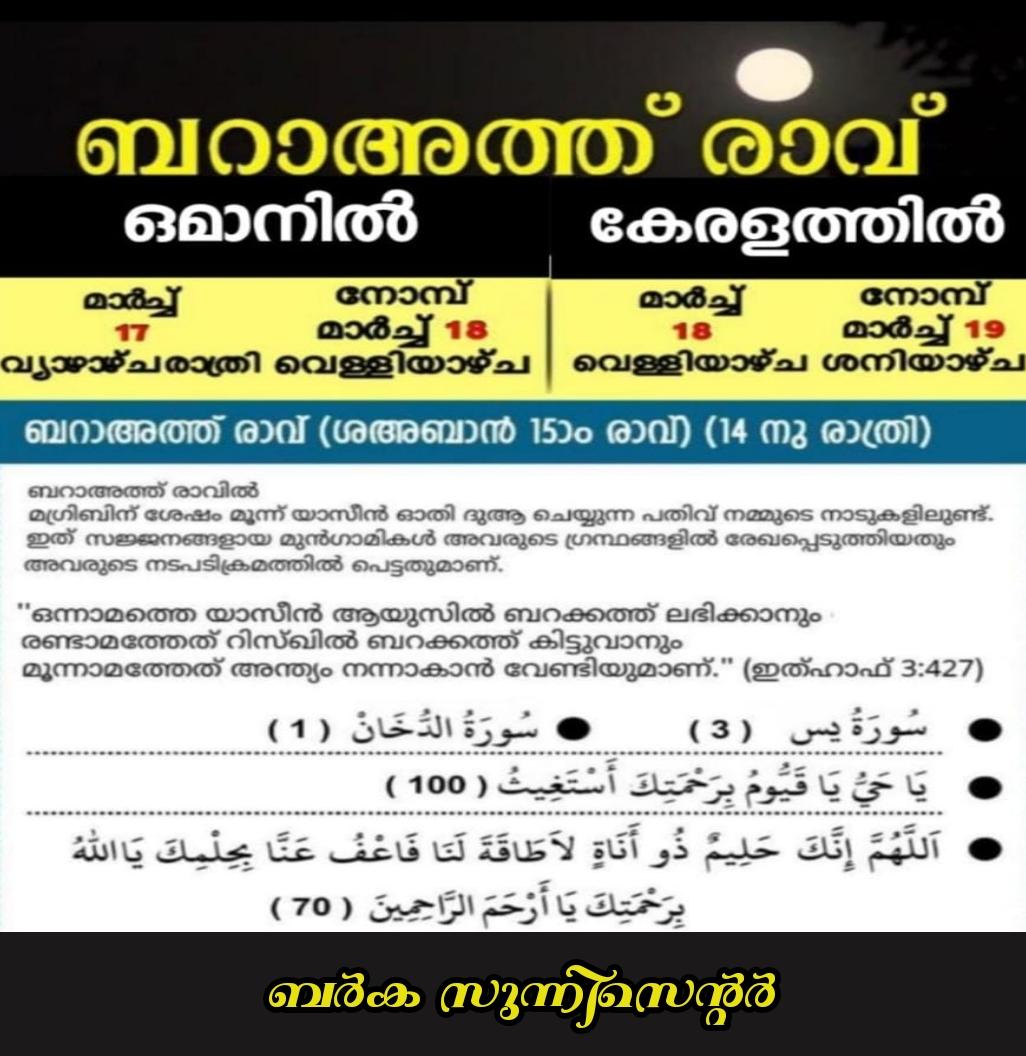 ബറാഅത്ത് രാവ്
ഒമാനിൽ
മാർച്ച്
17
വ്യാഴാഴ്ചരാത്രി
നോമ്പ്
മാർച്ച് 18
വെള്ളിയാഴ്ച
കേരളത്തിൽ
മാർച്ച്
18
വെള്ളിയാഴ്ച
നോമ്പ്
മാർച്ച് 19
ശനിയാഴ്ച
ബറാഅത്ത് രാവ് (ശഅബാൻ 15ാം രാവ്) (14 നു രാത്രി)
ബറാഅത്ത് രാവിൽ
മഗ്രിബിന് ശേഷം മൂന്ന് യാസീൻ ഓതി ദുആ ചെയ്യുന്ന പതിവ് നമ്മുടെ നാടുകളിലുണ്ട്.
ഇത് സജ്ജനങ്ങളായ മുൻഗാമികൾ അവരുടെ ഗ്രന്ഥങ്ങളിൽ രേഖപ്പെടുത്തിയതും
അവരുടെ നടപടിക്രമത്തിൽ പെട്ടതുമാണ്.
''ഒന്നാമത്തെ യാസീൻ ആയുസിൽ ബറക്കത്ത് ലഭിക്കാനും
രണ്ടാമത്തേത് റിസ്ഖിൽ ബറക്കത്ത് കിട്ടുവാനും
മൂന്നാമത്തേത് അന്ത്യം നന്നാകാൻ വേണ്ടിയുമാണ്." (ഇത്ഹാഫ് 3:427)
● سُورَةُ يس ( 3 ) ● سُورَةُ الدُّخَانْ ( 1 )
● يَا حَيُّ يَا قَيُّومُ بِرَحْمَتِكَ أَسْتَغِيثُ ( 100 )
● اَللَّهُمَّ إِنَّكَ حَلِيمٌ ذُو أَنَاةٍ لاَطَاقَةَ لَنَا فَاعْفُ عَنَّا بِحِلْمِكَ يَااللهُ
بِرَحْمَتِكَ يَا أَرْحَمَ الرَّاحِمِينَ ( 70 )
ബർക സുന്നിസെന്റർ